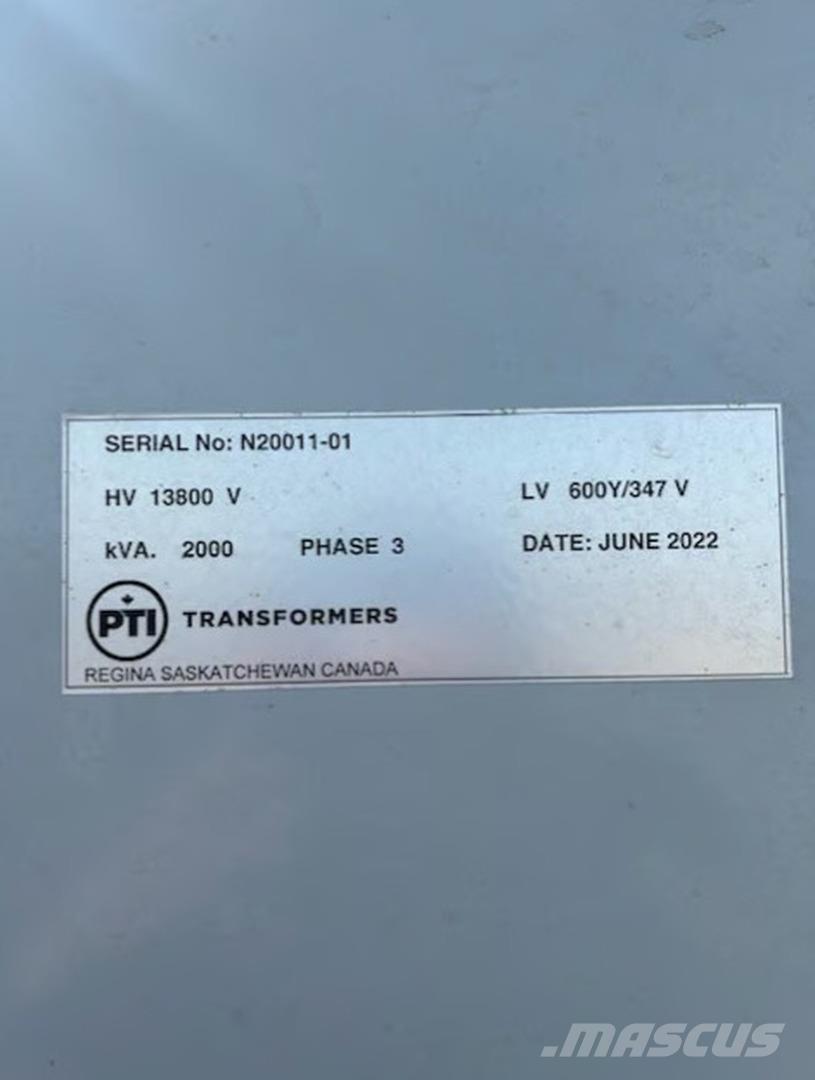 SERIAL No: N20011-01
HV 13800 V LV 600Y/347 V
kVA. 2000 PHASE 3 DATE: JUNE 2022
PTI TRANSFORMERS
REGINA SASKATCHEWAN CANADA
MASCUS